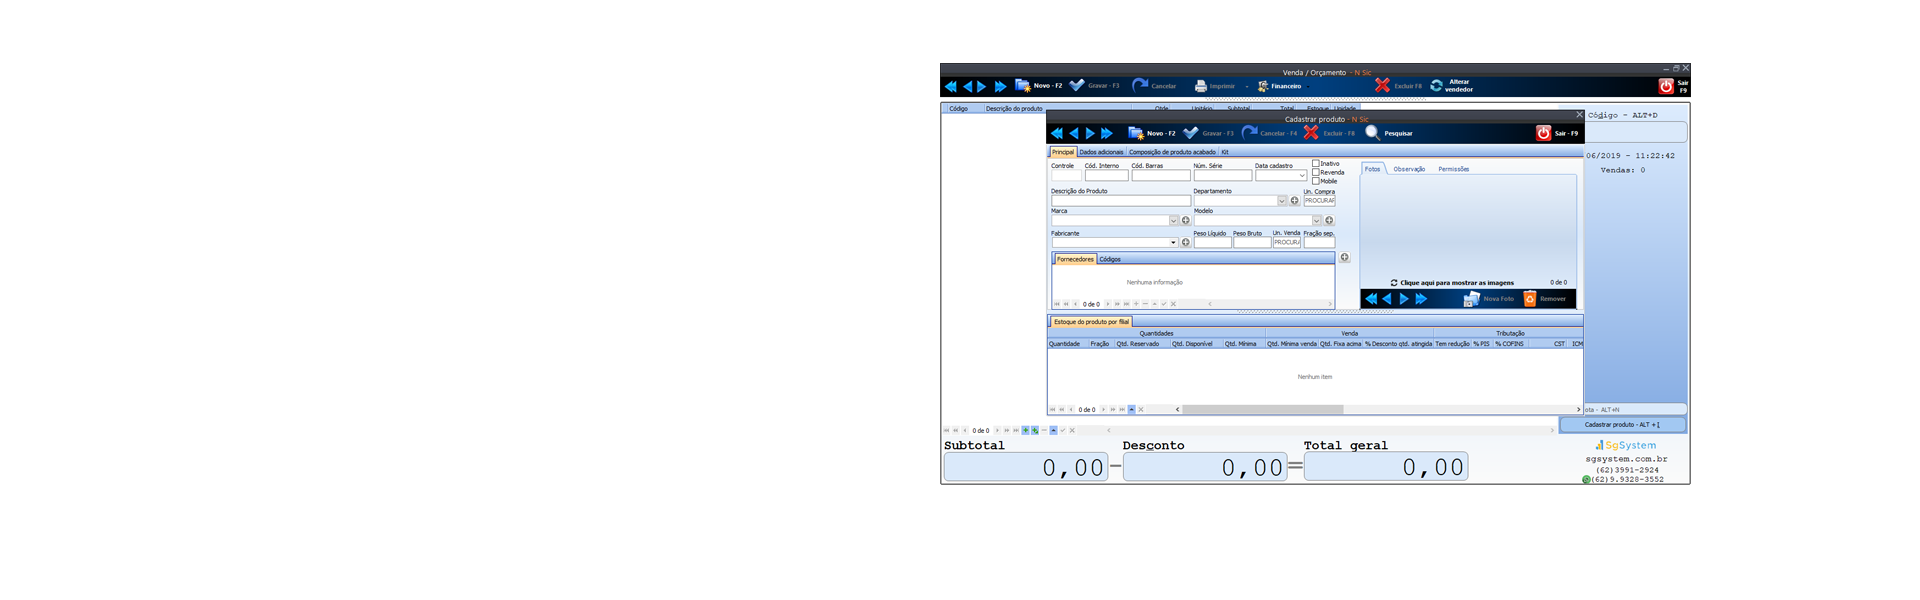 Venda / Orçamento - N Sic
Novo - F2 Gravar - F3 Cancelar Imprimir Financeiro Excluir F8 Alterar vendedor Sair F9
Código Descrição do produto Qtde. Unitário Subtotal Total Estoque Unidade
Código - ALT+D
Cadastrar produto - N Sic
Novo - F2 Gravar - F3 Cancelar - F4 Excluir - F8 Pesquisar Sair - F9
Principal Dados adicionais Composição de produto acabado Kit
06/2019 - 11:22:42
Vendas: 0
Controle Cód. Interno Cód. Barras Núm. Série Data cadastro
Inativo
Revenda
Mobile
Fotos Observação Permissões
Descrição do Produto Departamento Un. Compra
PROCURAR
Marca Modelo
Fabricante Peso Líquido Peso Bruto Un. Venda Fração sep.
PROCURA
Fornecedores Códigos
Nenhuma informação
0 de 0
Clique aqui para mostrar as imagens 0 de 0
Nova Foto Remover
Estoque do produto por filial
Quantidades Venda Tributação
Quantidade Fração Qtd. Reservado Qtd. Disponível Qtd. Mínima Qtd. Mínima venda Qtd. Fixa acima % Desconto qtd. atingida Tem redução % PIS % COFINS CST ICM
Nenhum item
0 de 0
ota - ALT+N
Cadastrar produto - ALT + I
0 de 0
Subtotal Desconto Total geral
0,00 - 0,00 = 0,00
SgSystem
sgsystem.com.br
(62)3991-2924
(62)9.9328-3552